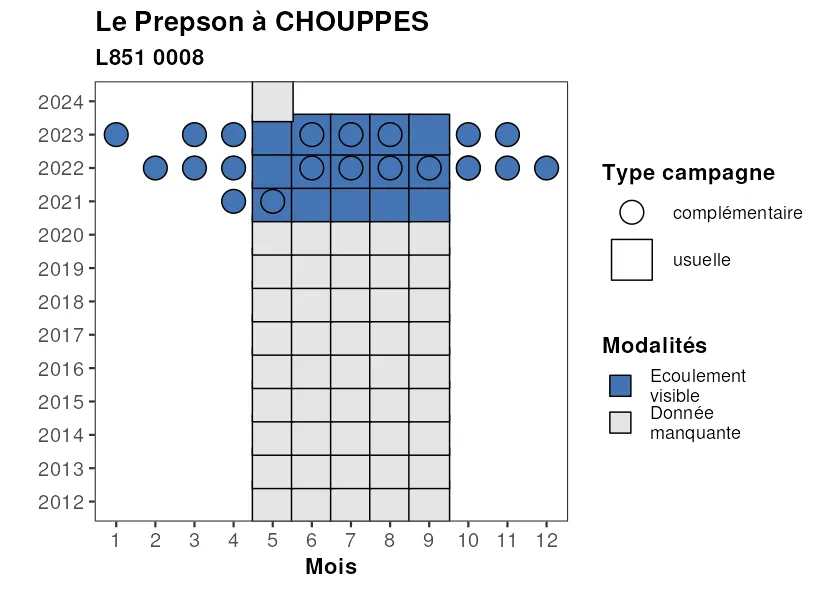 Le Prepson à CHOUPPES
L851 0008
2024
2023
2022
2021
2020
2019
2018
2017
2016
2015
2014
2013
2012
1 2 3 4 5 6 7 8 9 10 11 12
Mois
Type campagne
complémentaire
usuelle
Modalités
Ecoulement
visible
Donnée
manquante